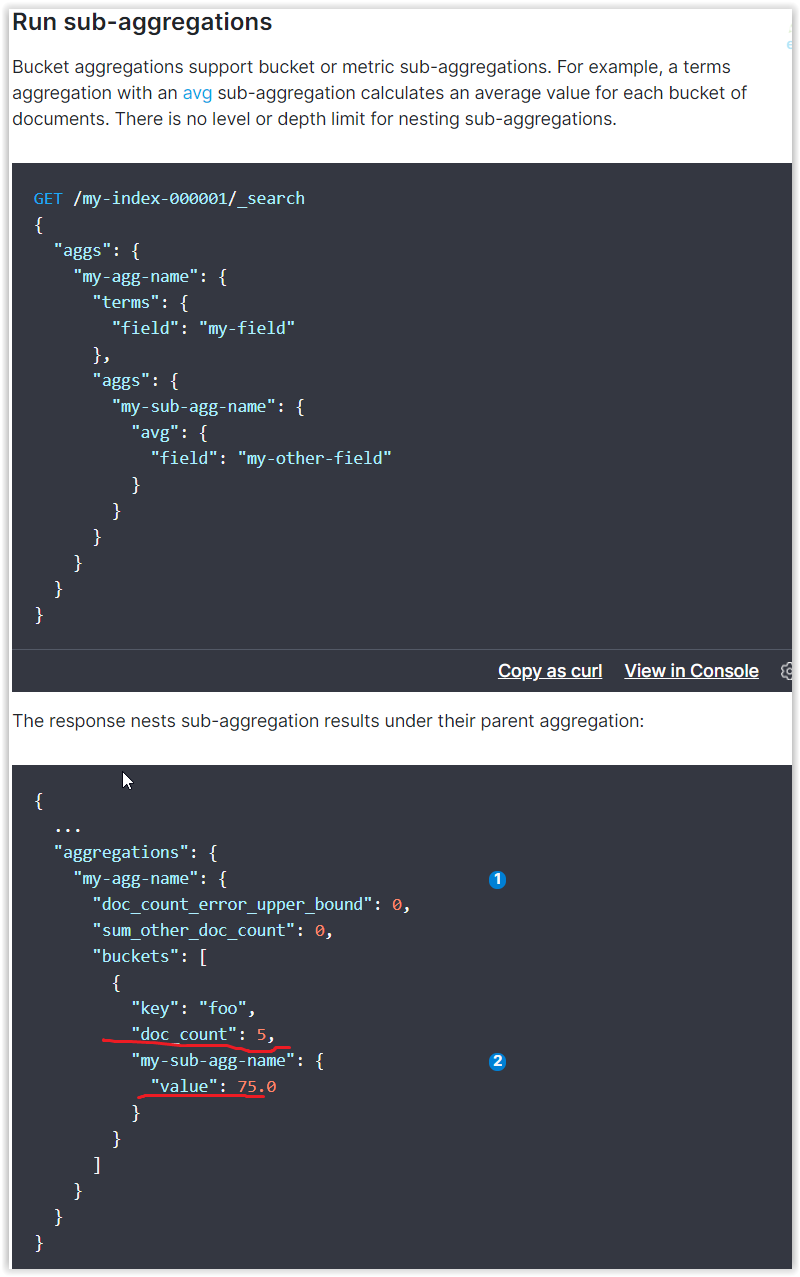 Run sub-aggregations
Bucket aggregations support bucket or metric sub-aggregations. For example, a terms
aggregation with an avg sub-aggregation calculates an average value for each bucket of
documents. There is no level or depth limit for nesting sub-aggregations.
GET /my-index-000001/_search
{
  "aggs": {
    "my-agg-name": {
      "terms": {
        "field": "my-field"
      },
      "aggs": {
        "my-sub-agg-name": {
          "avg": {
            "field": "my-other-field"
          }
        }
      }
    }
  }
}
Copy as curl View in Console
The response nests sub-aggregation results under their parent aggregation:
{
  ...
  "aggregations": {
    "my-agg-name": { 1
      "doc_count_error_upper_bound": 0,
      "sum_other_doc_count": 0,
      "buckets": [
        {
          "key": "foo",
          "doc_count": 5,
          "my-sub-agg-name": { 2
            "value": 75.0
          }
        }
      ]
    }
  }
}